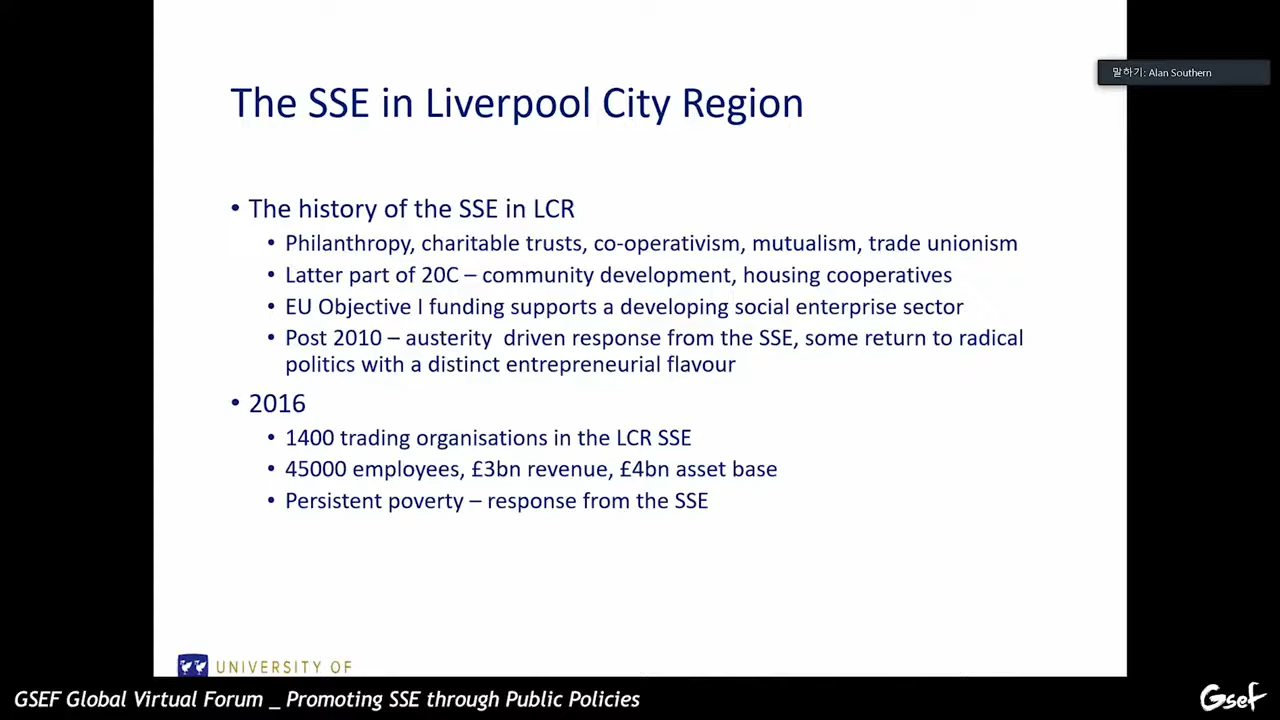 말하기: Alan Southern
The SSE in Liverpool City Region
• The history of the SSE in LCR
• Philanthropy, charitable trusts, co-operativism, mutualism, trade unionism
• Latter part of 20C – community development, housing cooperatives
• EU Objective I funding supports a developing social enterprise sector
• Post 2010 – austerity  driven response from the SSE, some return to radical
politics with a distinct entrepreneurial flavour
• 2016
• 1400 trading organisations in the LCR SSE
• 45000 employees, £3bn revenue, £4bn asset base
• Persistent poverty – response from the SSE
UNIVERSITY OF
GSEF Global Virtual Forum _ Promoting SSE through Public Policies
Gsef